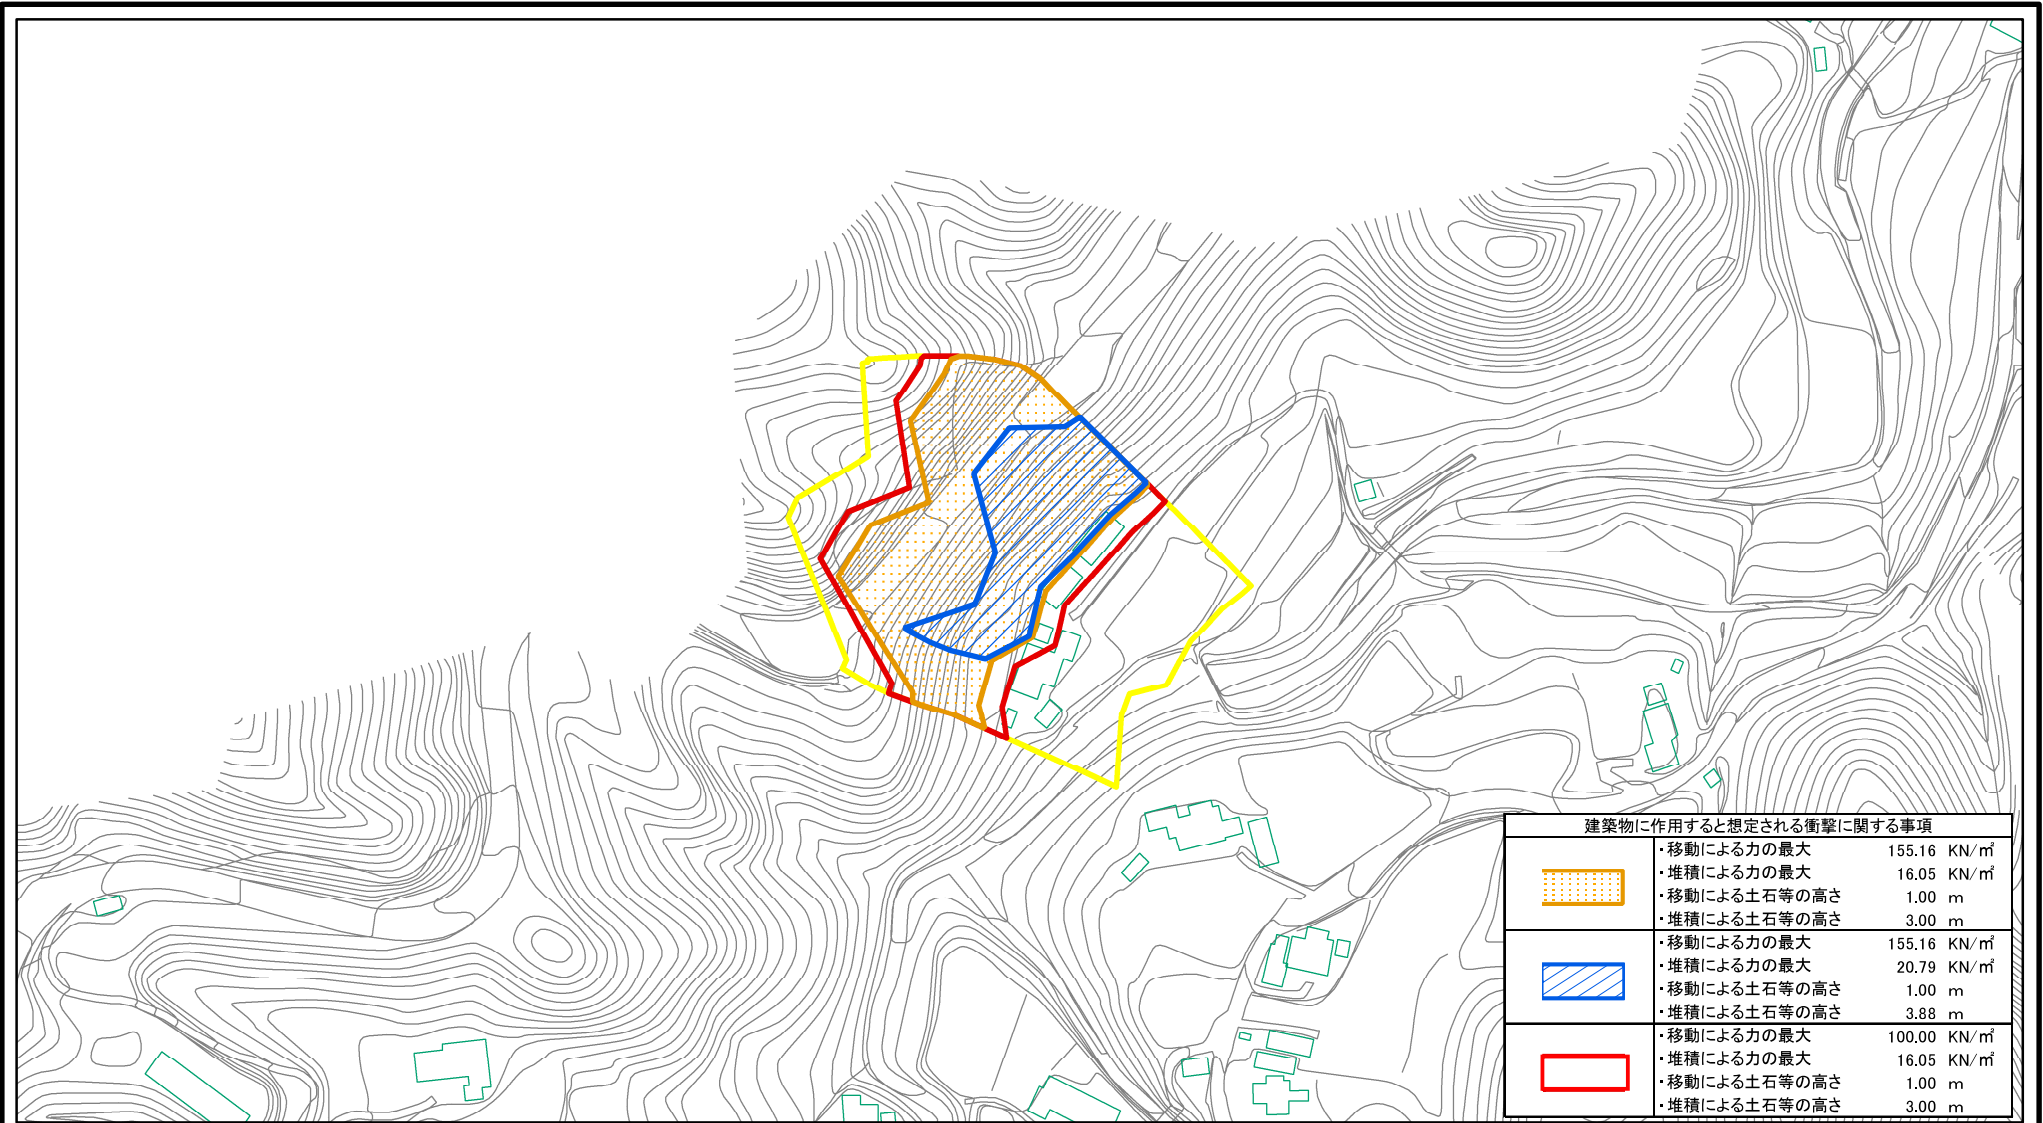 建築物に作用すると想定される衝撃に関する事項
・移動による力の最大 155.16 KN/㎡
・堆積による力の最大 16.05 KN/㎡
・移動による土石等の高さ 1.00 m
・堆積による土石等の高さ 3.00 m
・移動による力の最大 155.16 KN/㎡
・堆積による力の最大 20.79 KN/㎡
・移動による土石等の高さ 1.00 m
・堆積による土石等の高さ 3.88 m
・移動による力の最大 100.00 KN/㎡
・堆積による力の最大 16.05 KN/㎡
・移動による土石等の高さ 1.00 m
・堆積による土石等の高さ 3.00 m